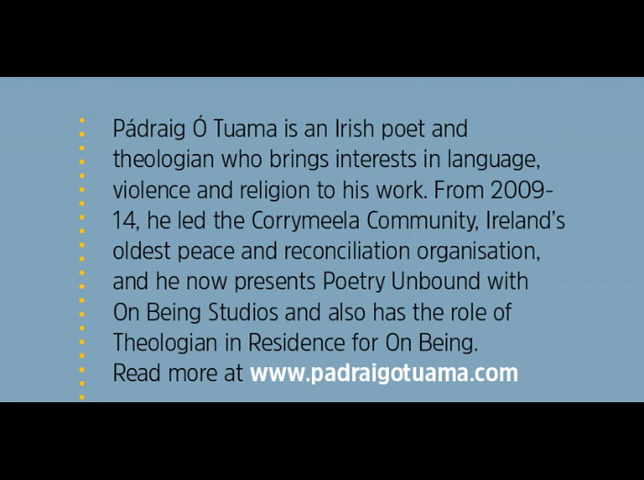 Pádraig Ó Tuama is an Irish poet and
theologian who brings interests in language,
violence and religion to his work. From 2009-
14, he led the Corrymeela Community, Ireland's
oldest peace and reconciliation organisation,
and he now presents Poetry Unbound with
On Being Studios and also has the role of
Theologian in Residence for On Being.
Read more at www.padraigotuama.com